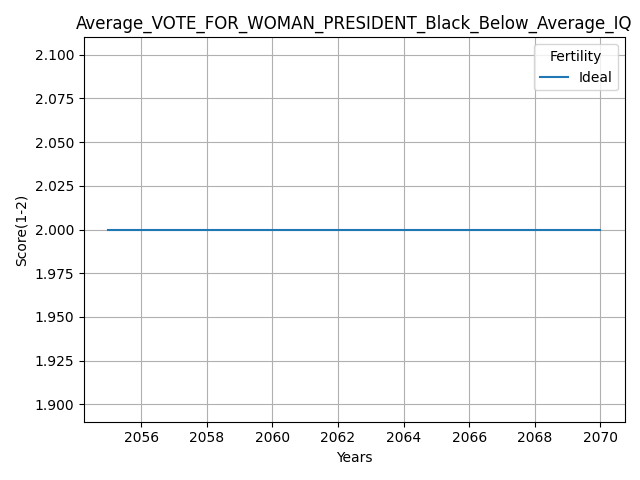 Average_VOTE_FOR_WOMAN_PRESIDENT_Black_Below_Average_IQ
Fertility
Ideal
Score(1-2)
2.100
2.075
2.050
2.025
2.000
1.975
1.950
1.925
1.900
2056 2058 2060 2062 2064 2066 2068 2070
Years